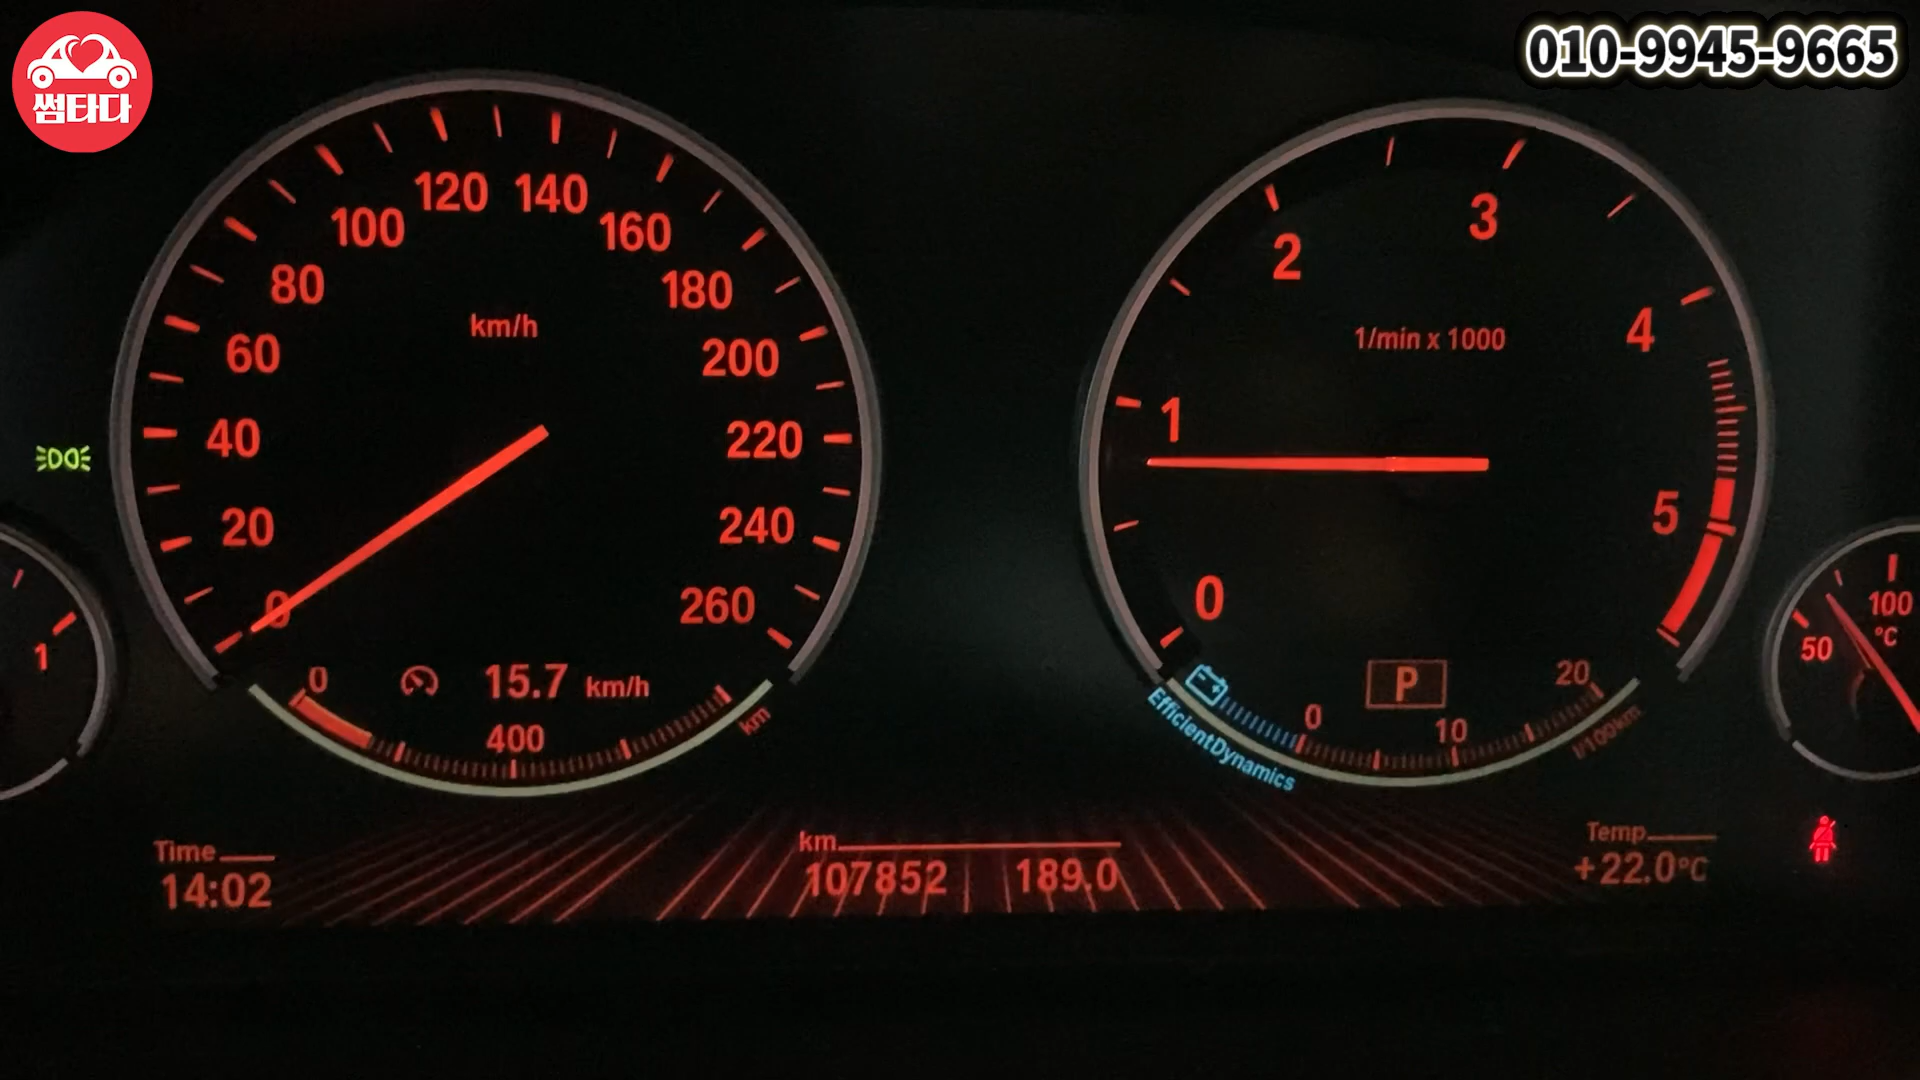 썸타다
010-9945-9665
0
20
40
60
80
100
120
140
160
180
200
220
240
260
km/h
0
15.7 km/h
400
km
0
1
2
3
4
5
1/min x 1000
P
0
10
20
l/100km
EfficientDynamics
1
50
100
°C
Time
14:02
km
107852 189.0
Temp
+22.0°C